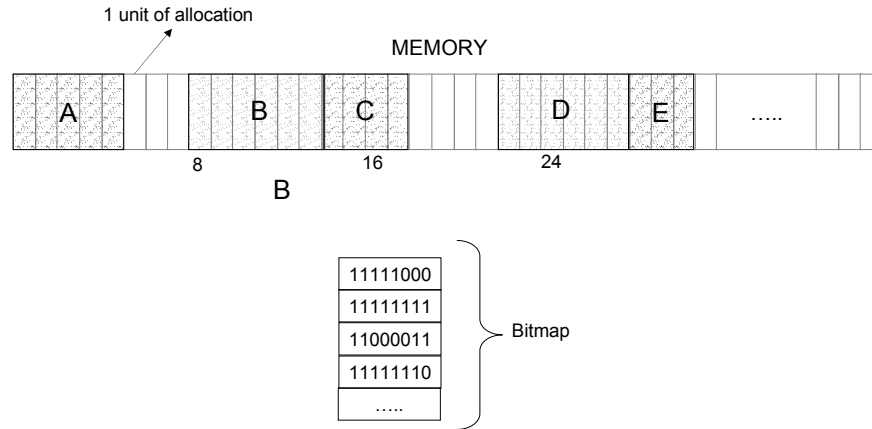 1 unit of allocation
MEMORY
A B C D E …..
8 16 24
B
11111000
11111111
11000011
11111110
…..
Bitmap